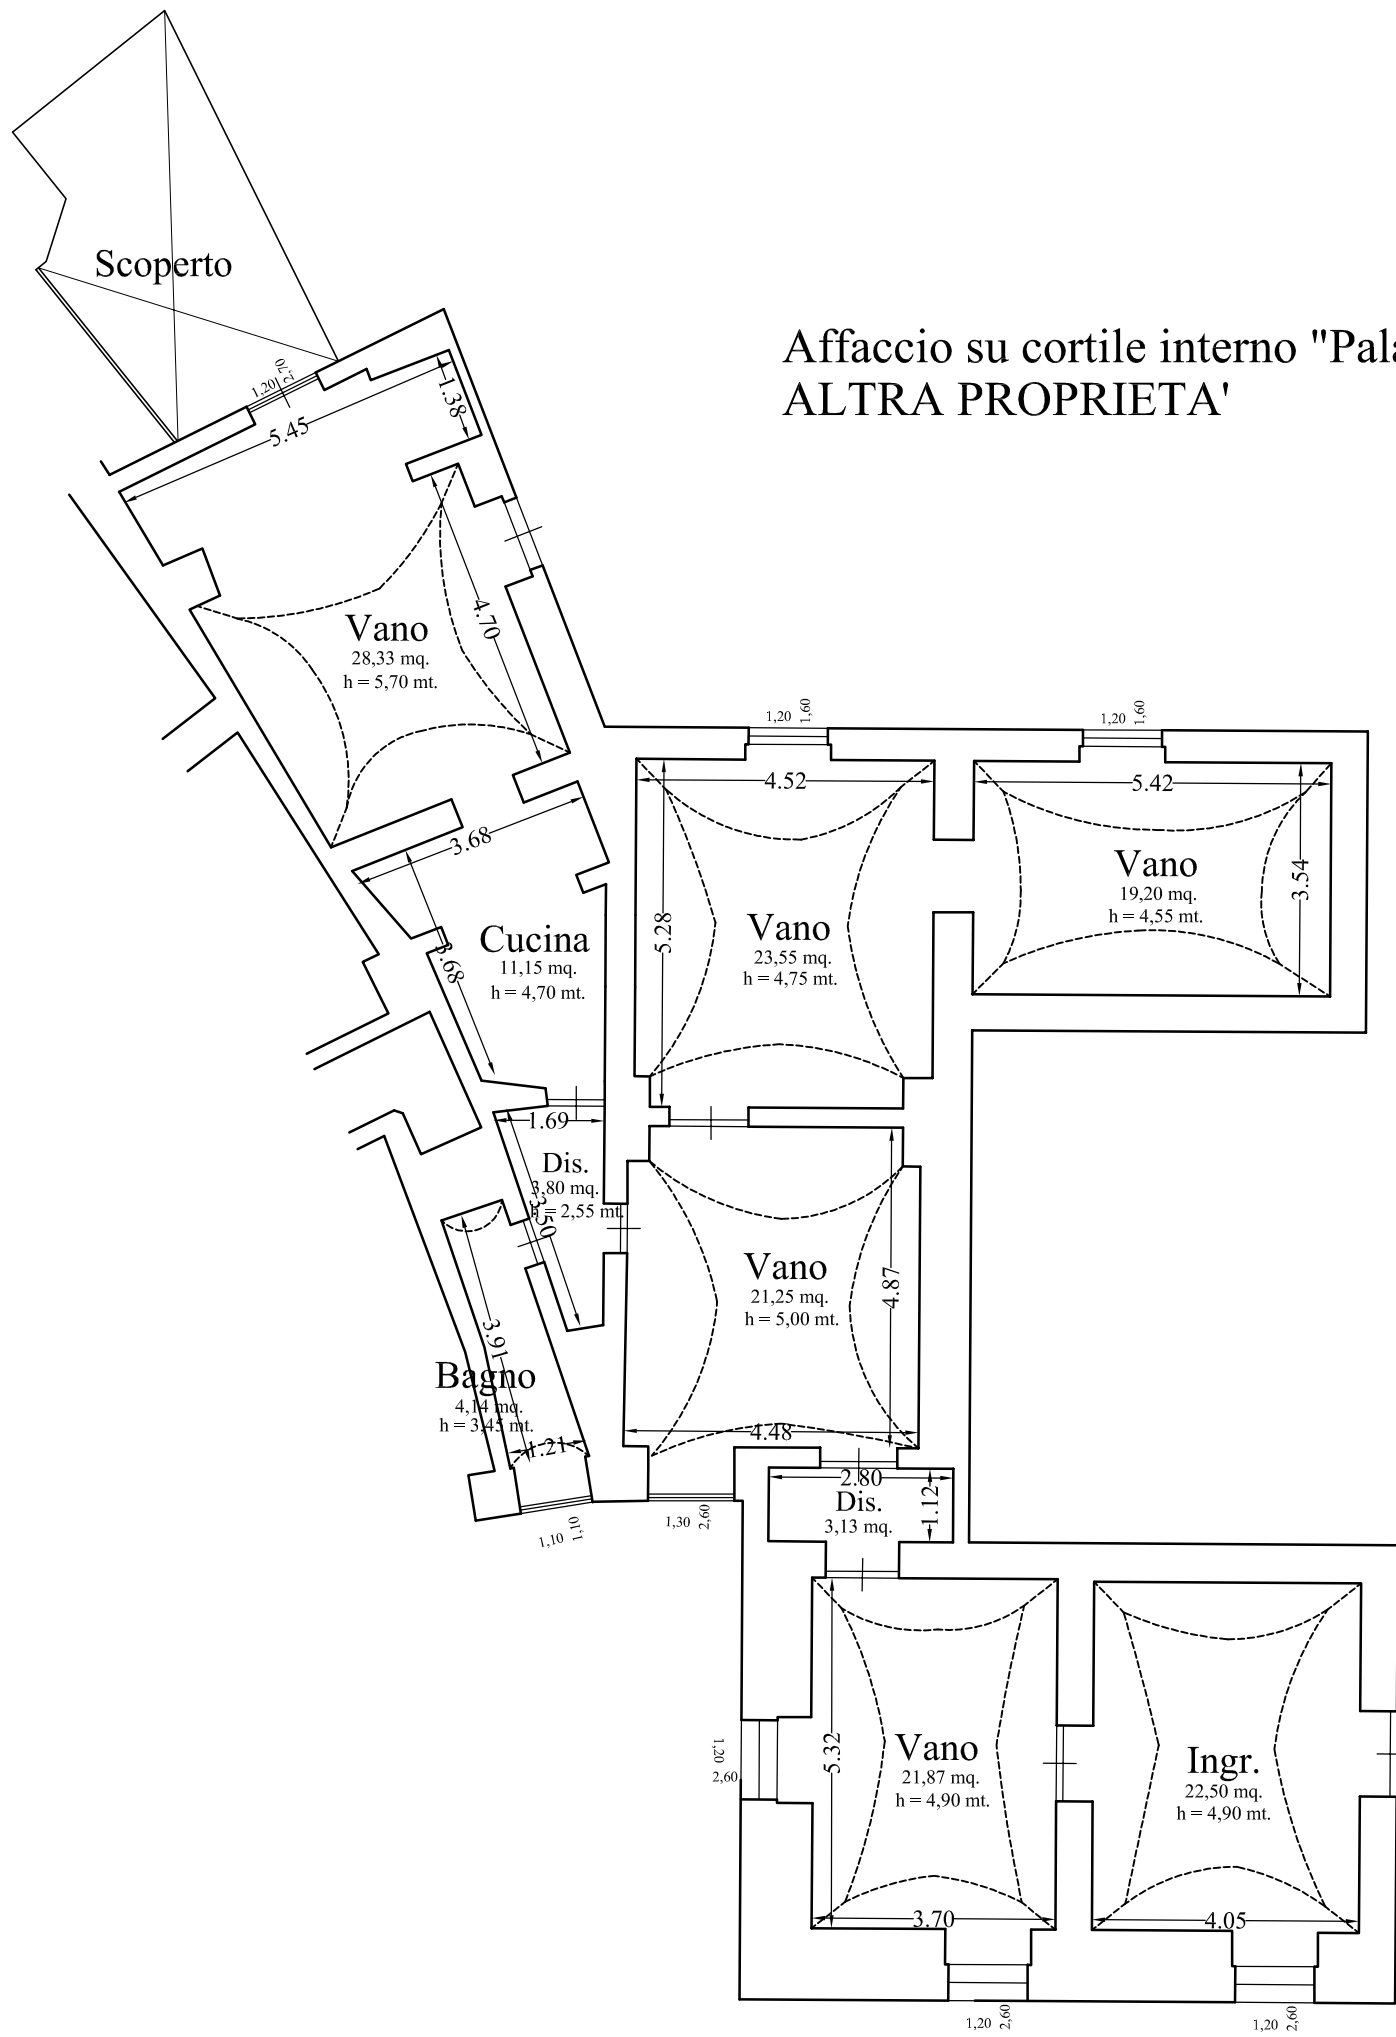 Scoperto
Affaccio su cortile interno "Pala
ALTRA PROPRIETA'
1,20
2,70
5.45
1.38
4.70
Vano
28,33 mq.
h = 5,70 mt.
3.68
3.68
Cucina
11,15 mq.
h = 4,70 mt.
1,20 1,60
4.52
5.28
Vano
23,55 mq.
h = 4,75 mt.
1,20 1,60
5.42
3.54
Vano
19,20 mq.
h = 4,55 mt.
1.69
Dis.
3,80 mq.
h = 2,55 mt.
3.50
Vano
21,25 mq.
h = 5,00 mt.
4.87
4.48
3.91
Bagno
4,14 mq.
h = 3,45 mt.
1.21
1,10
1,10
1,30 2,60
2.80
Dis.
3,13 mq.
1.12
5.32
Vano
21,87 mq.
h = 4,90 mt.
3.70
1,20
2,60
Ingr.
22,50 mq.
h = 4,90 mt.
4.05
1,20 2,60
1,20 2,60